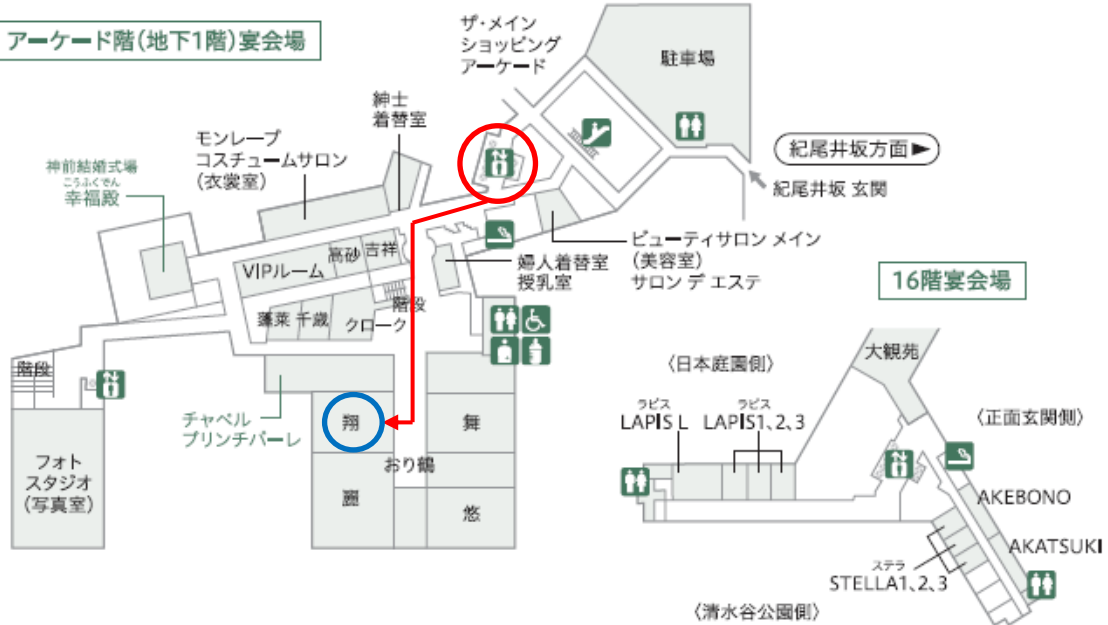 アーケード階(地下1階)宴会場
ザ・メイン
ショッピング
アーケード
駐車場
紳士
着替室
モンレーブ
コスチュームサロン
(衣裳室)
神前結婚式場
こうふくでん
幸福殿
紀尾井坂方面▶
紀尾井坂 玄関
ビューティサロン メイン
(美容室)
サロン デ エステ
婦人着替室
授乳室
VIPルーム
高砂
吉祥
蓬莱
千歳
クローク
階段
階段
チャペル
プリンチパーレ
翔
舞
おり鶴
麗
悠
フォト
スタジオ
(写真室)
16階宴会場
大観苑
〈日本庭園側〉
〈正面玄関側〉
ラピス
LAPIS L
ラピス
LAPIS1、2、3
AKEBONO
AKATSUKI
ステラ
STELLA1、2、3
〈清水谷公園側〉